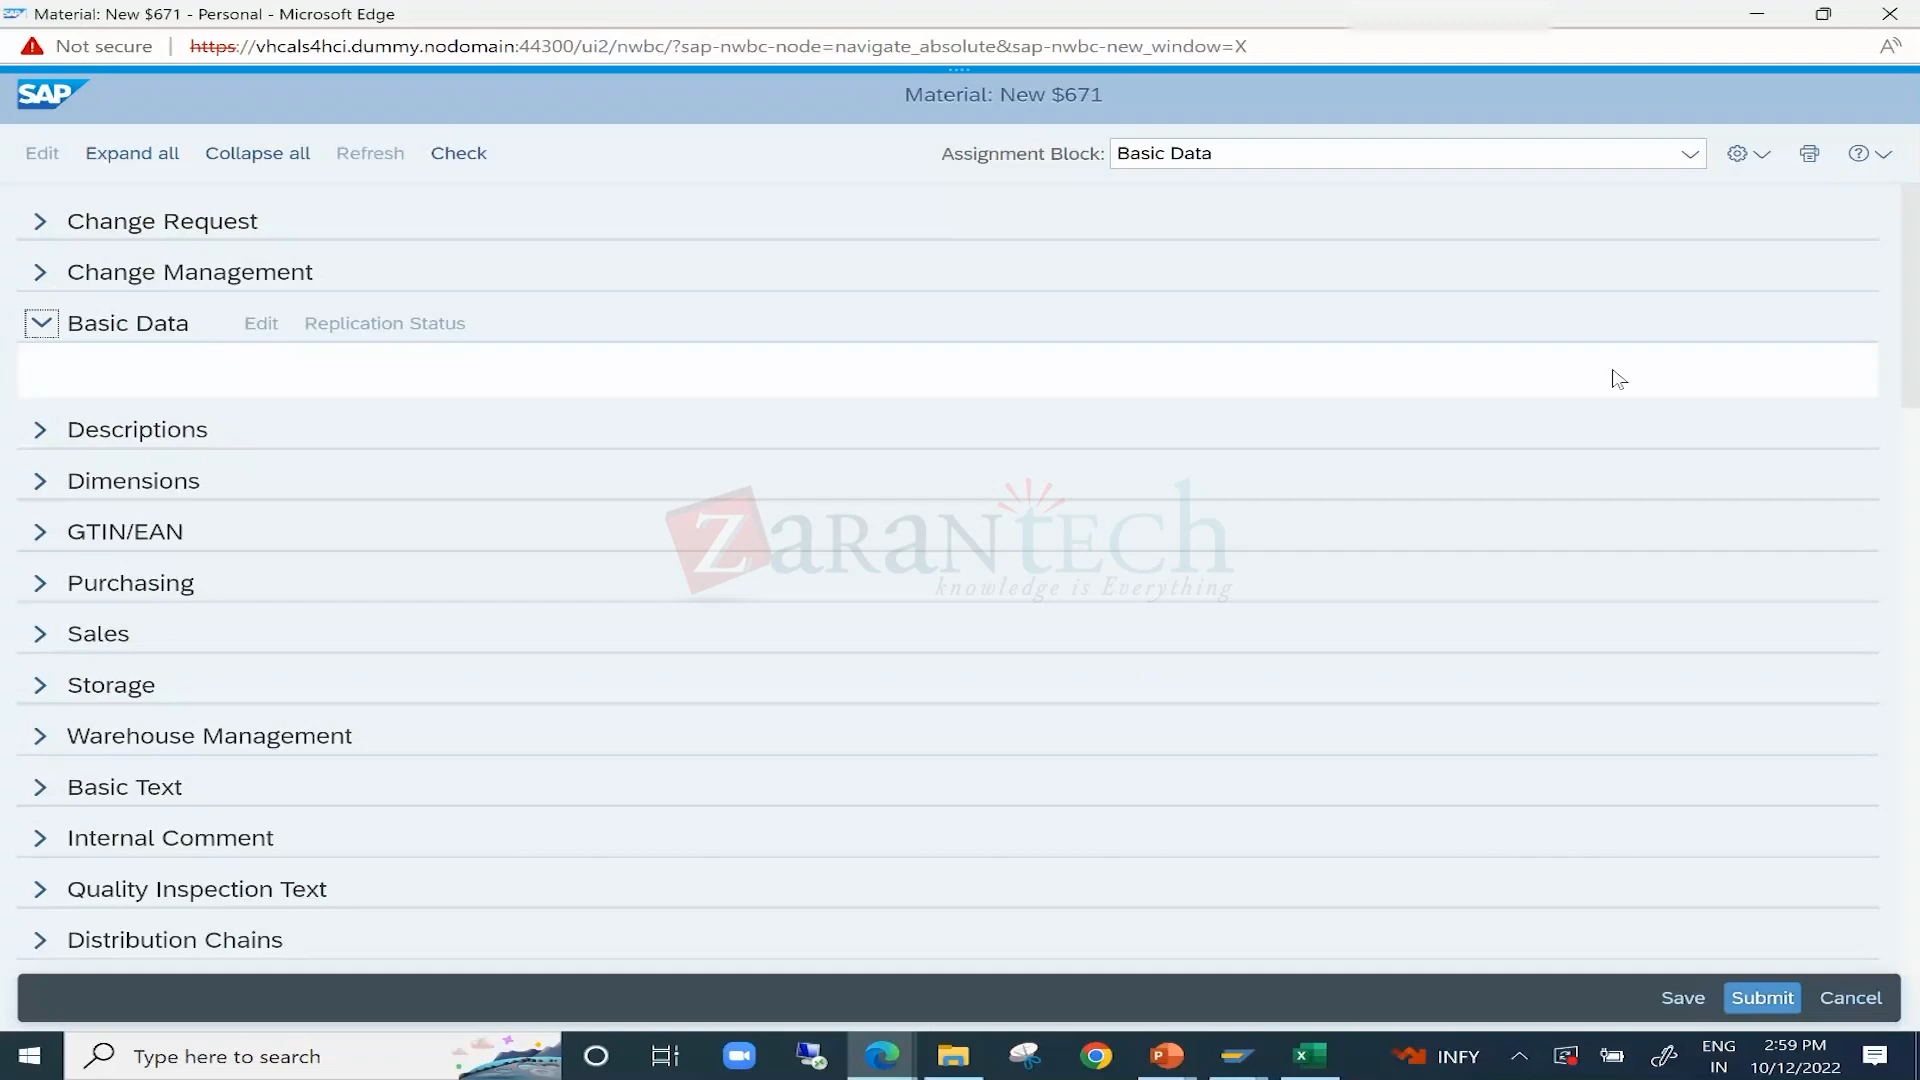 Material: New $671 - Personal - Microsoft Edge
Not secure | https://vhcals4hci.dummy.nodomain:44300/ui2/nwbc/?sap-nwbc-node=navigate_absolute&sap-nwbc-new_window=X
SAP
Material: New $671
Edit Expand all Collapse all Refresh Check Assignment Block: Basic Data
Change Request
Change Management
Basic Data Edit Replication Status
Descriptions
Dimensions
GTIN/EAN
Purchasing
ZaranTech
knowledge is Everything
Sales
Storage
Warehouse Management
Basic Text
Internal Comment
Quality Inspection Text
Distribution Chains
Save Submit Cancel
Type here to search
INFY
ENG
IN
2:59 PM
10/12/2022